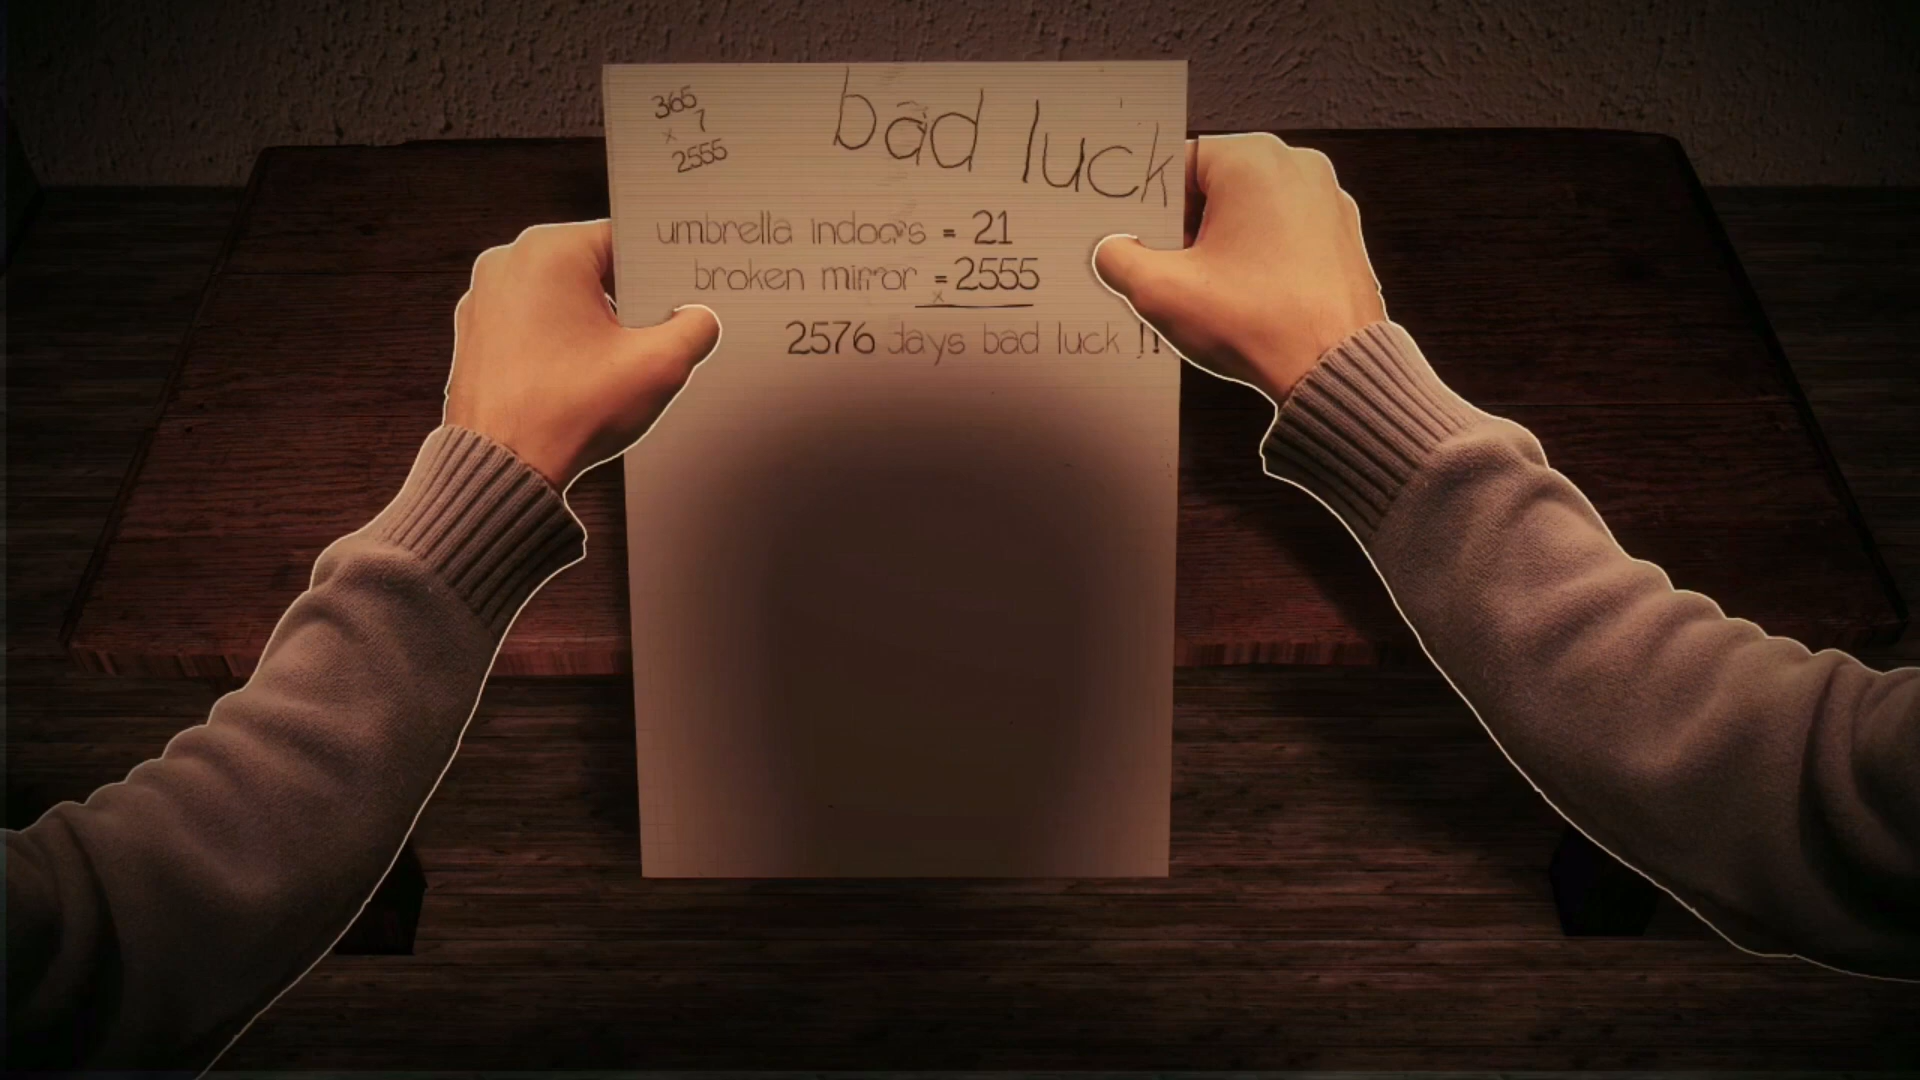 365
x 7
2555
bad luck
umbrella indoors = 21
broken mirror = 2555
x
2576 days bad luck !!